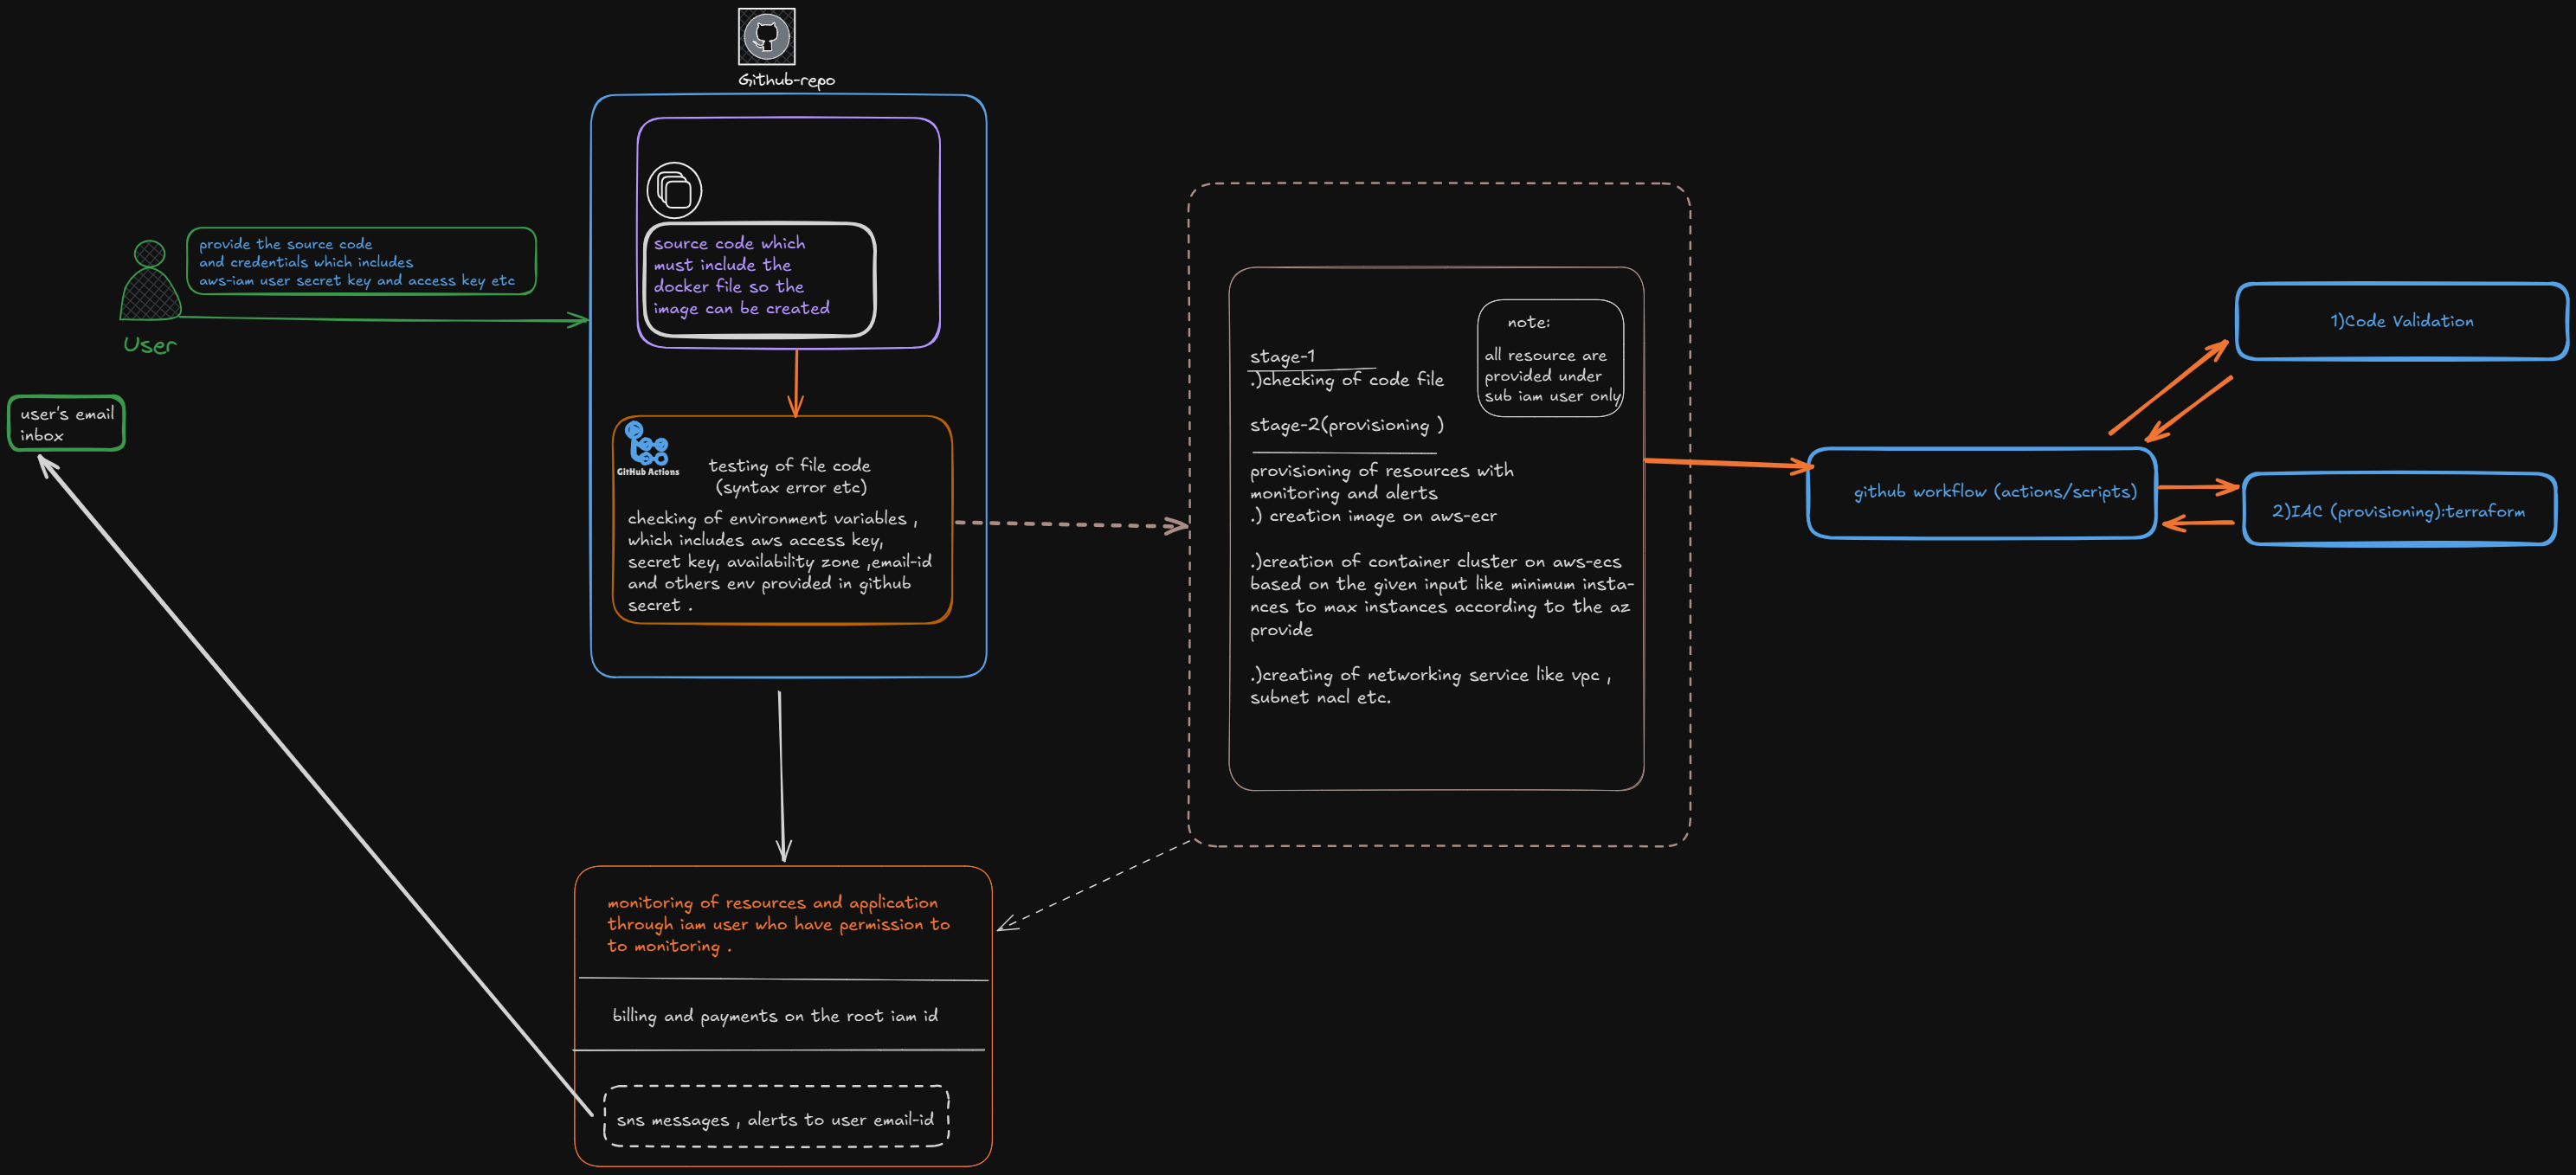 Github-repo
provide the source code
and credentials which includes
aws-iam user secret key and access key etc
User
user's email
inbox
source code which
must include the
docker file so the
image can be created
GitHub Actions
testing of file code
(syntax error etc)
checking of environment variables ,
which includes aws access key,
secret key, availability zone ,email-id
and others env provided in github
secret .
note:
all resource are
provided under
sub iam user only
stage-1
.)checking of code file
stage-2(provisioning )
provisioning of resources with
monitoring and alerts
.) creation image on aws-ecr
.)creation of container cluster on aws-ecs
based on the given input like minimum insta-
nces to max instances according to the az
provide
.)creating of networking service like vpc ,
subnet nacl etc.
github workflow (actions/scripts)
1)Code Validation
2)IAC (provisioning):terraform
monitoring of resources and application
through iam user who have permission to
to monitoring .
billing and payments on the root iam id
sns messages , alerts to user email-id